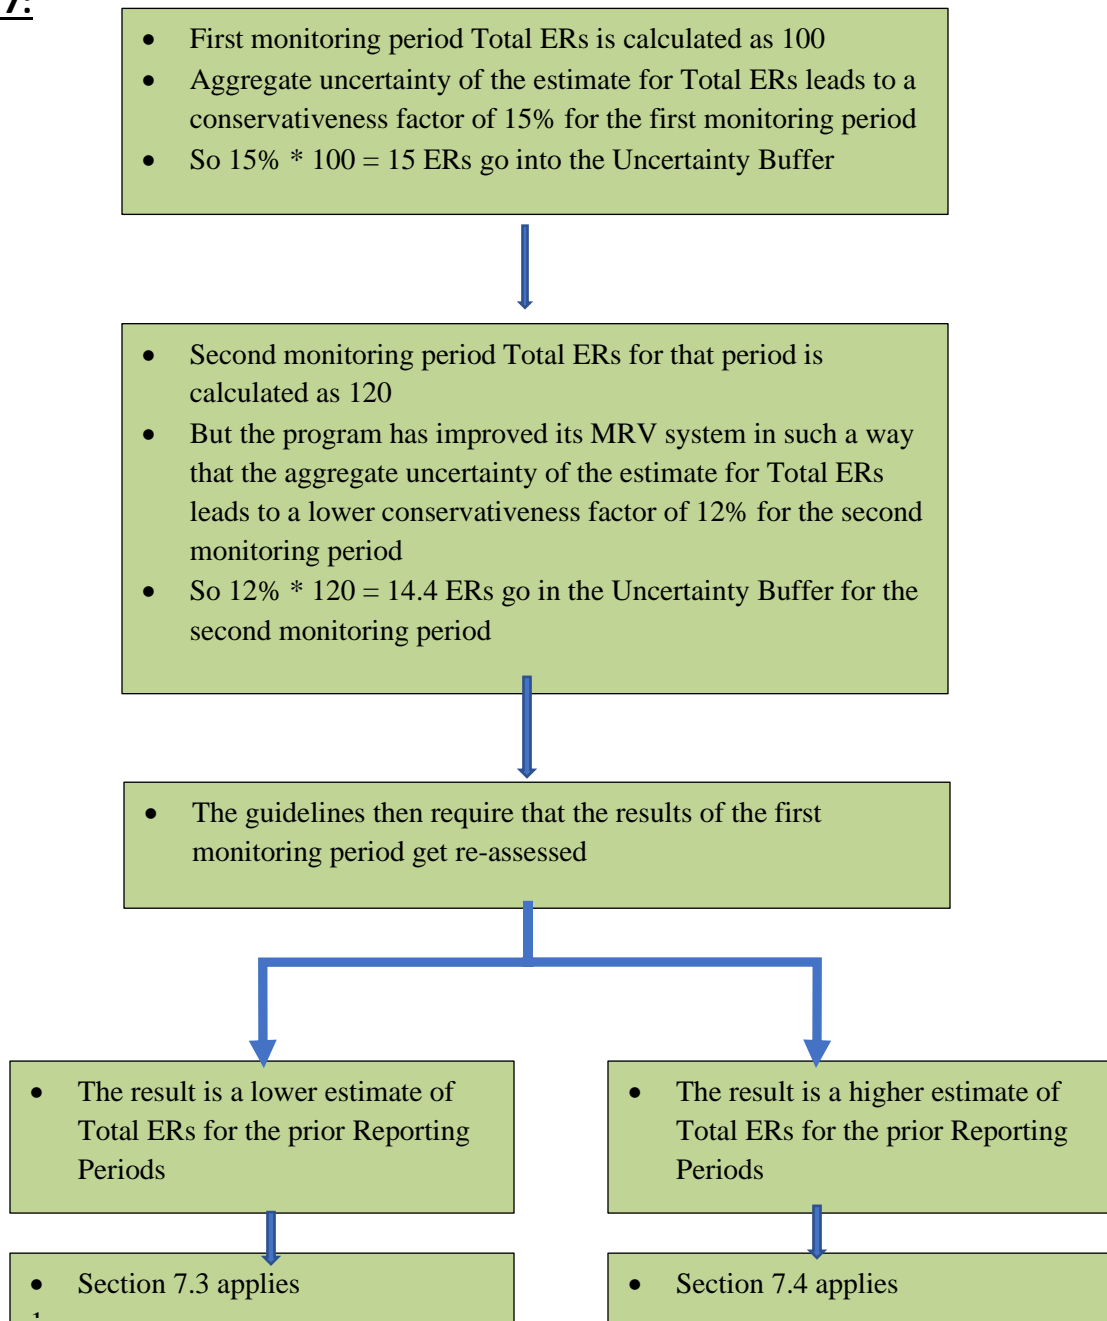 7:
• First monitoring period Total ERs is calculated as 100
• Aggregate uncertainty of the estimate for Total ERs leads to a
conservativeness factor of 15% for the first monitoring period
• So 15% * 100 = 15 ERs go into the Uncertainty Buffer
• Second monitoring period Total ERs for that period is
calculated as 120
• But the program has improved its MRV system in such a way
that the aggregate uncertainty of the estimate for Total ERs
leads to a lower conservativeness factor of 12% for the second
monitoring period
• So 12% * 120 = 14.4 ERs go in the Uncertainty Buffer for the
second monitoring period
• The guidelines then require that the results of the first
monitoring period get re-assessed
• The result is a lower estimate of
Total ERs for the prior Reporting
Periods
• The result is a higher estimate of
Total ERs for the prior Reporting
Periods
• Section 7.3 applies
• Section 7.4 applies